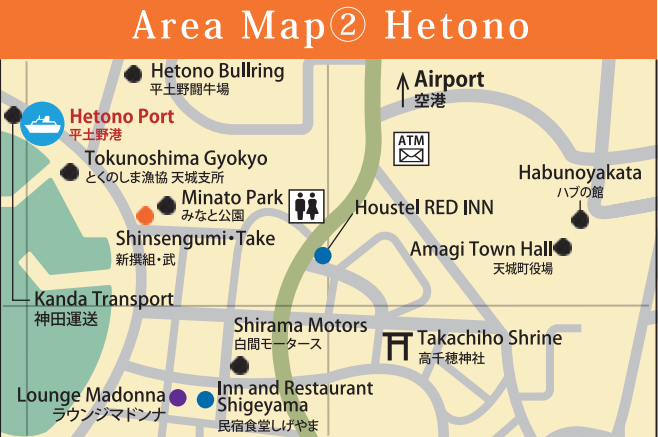 Area Map② Hetono
Hetono Bullring
平土野闘牛場
Airport
空港
Hetono Port
平土野港
ATM
Tokunoshima Gyokyo
とくのしま漁協 天城支所
Habunoyakata
ハブの館
Minato Park
みなと公園
Houstel RED INN
Shinsengumi・Take
新撰組・武
Amagi Town Hall
天城町役場
Kanda Transport
神田運送
Shirama Motors
白間モータース
Takachiho Shrine
高千穂神社
Lounge Madonna
ラウンジマドンナ
Inn and Restaurant
Shigeyama
民宿食堂しげやま